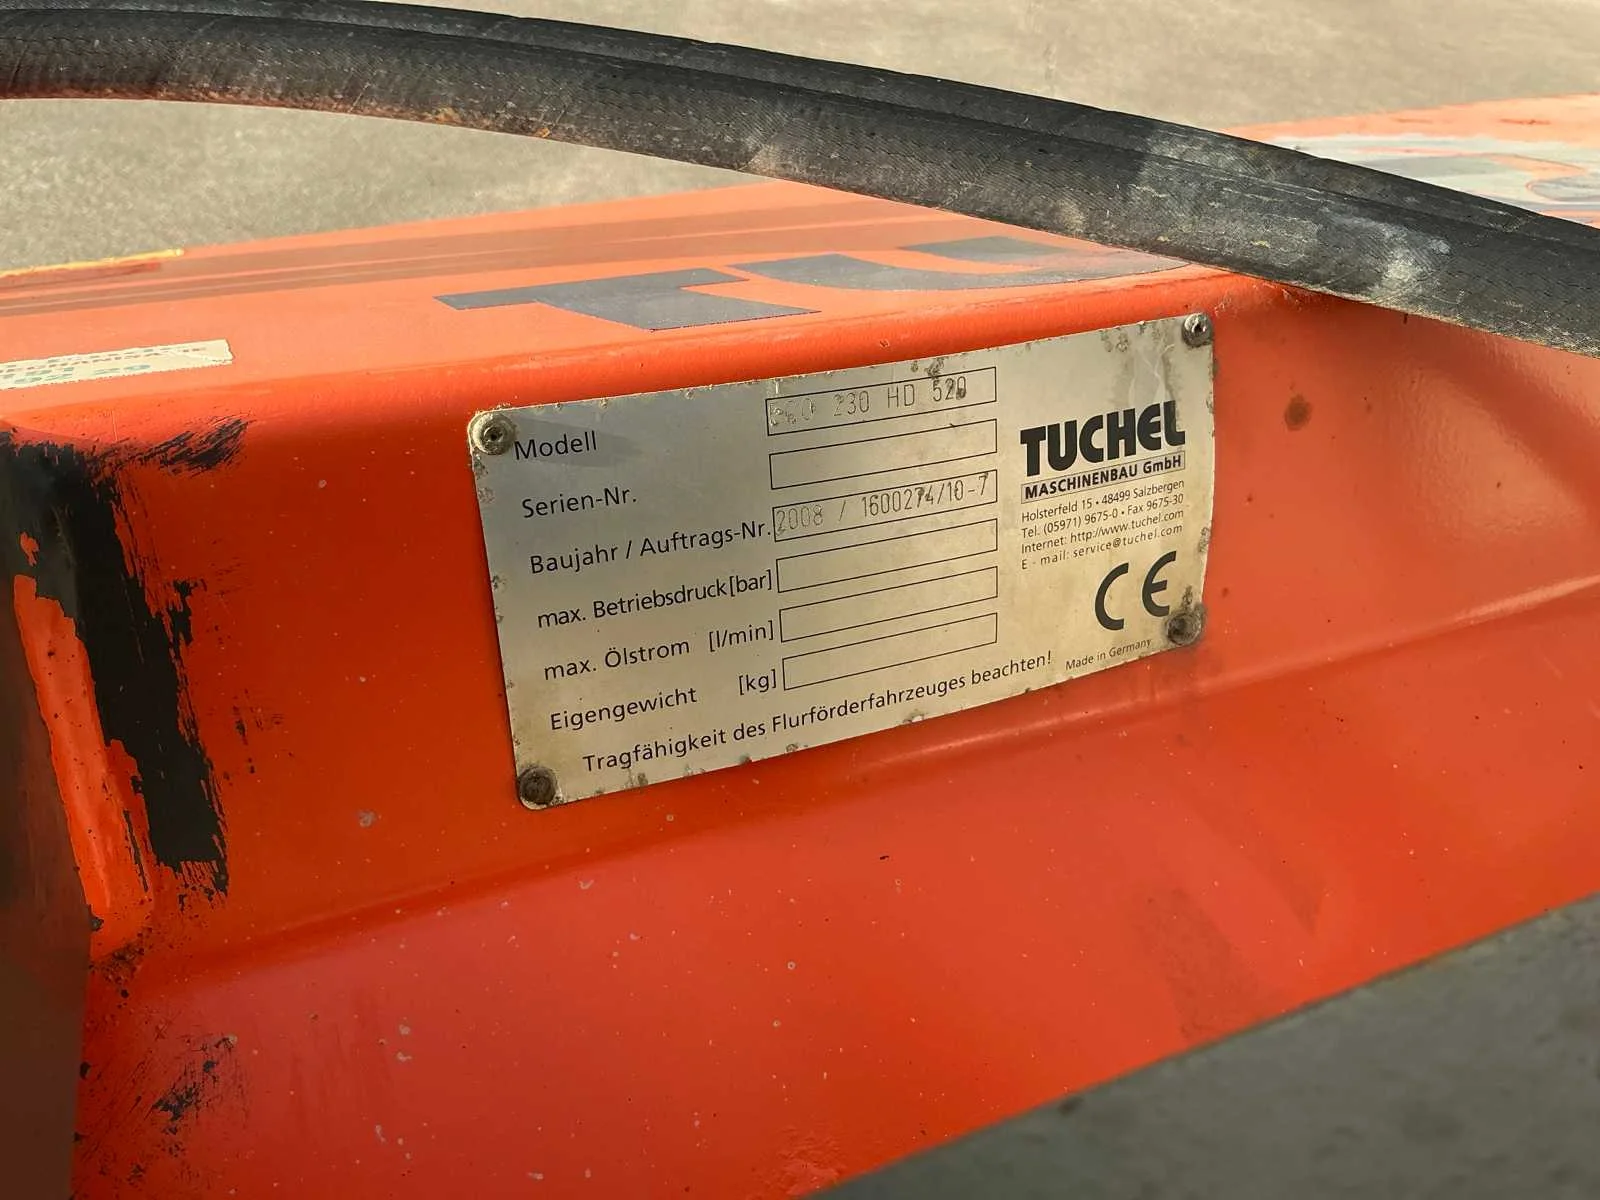 TU
Modell 230 HD 520
Serien-Nr.
Baujahr / Auftrags-Nr. 2008 / 1600274/10-7
max. Betriebsdruck [bar]
max. Ölstrom [l/min]
Eigengewicht [kg]
Tragfähigkeit des Flurförderfahrzeuges beachten!
TUCHEL
MASCHINENBAU GmbH
Holsterfeld 15 • 48499 Salzbergen
Tel. (05971) 9675-0 • Fax 9675-30
Internet: http://www.tuchel.com
E - mail: service@tuchel.com
CE
Made in Germany